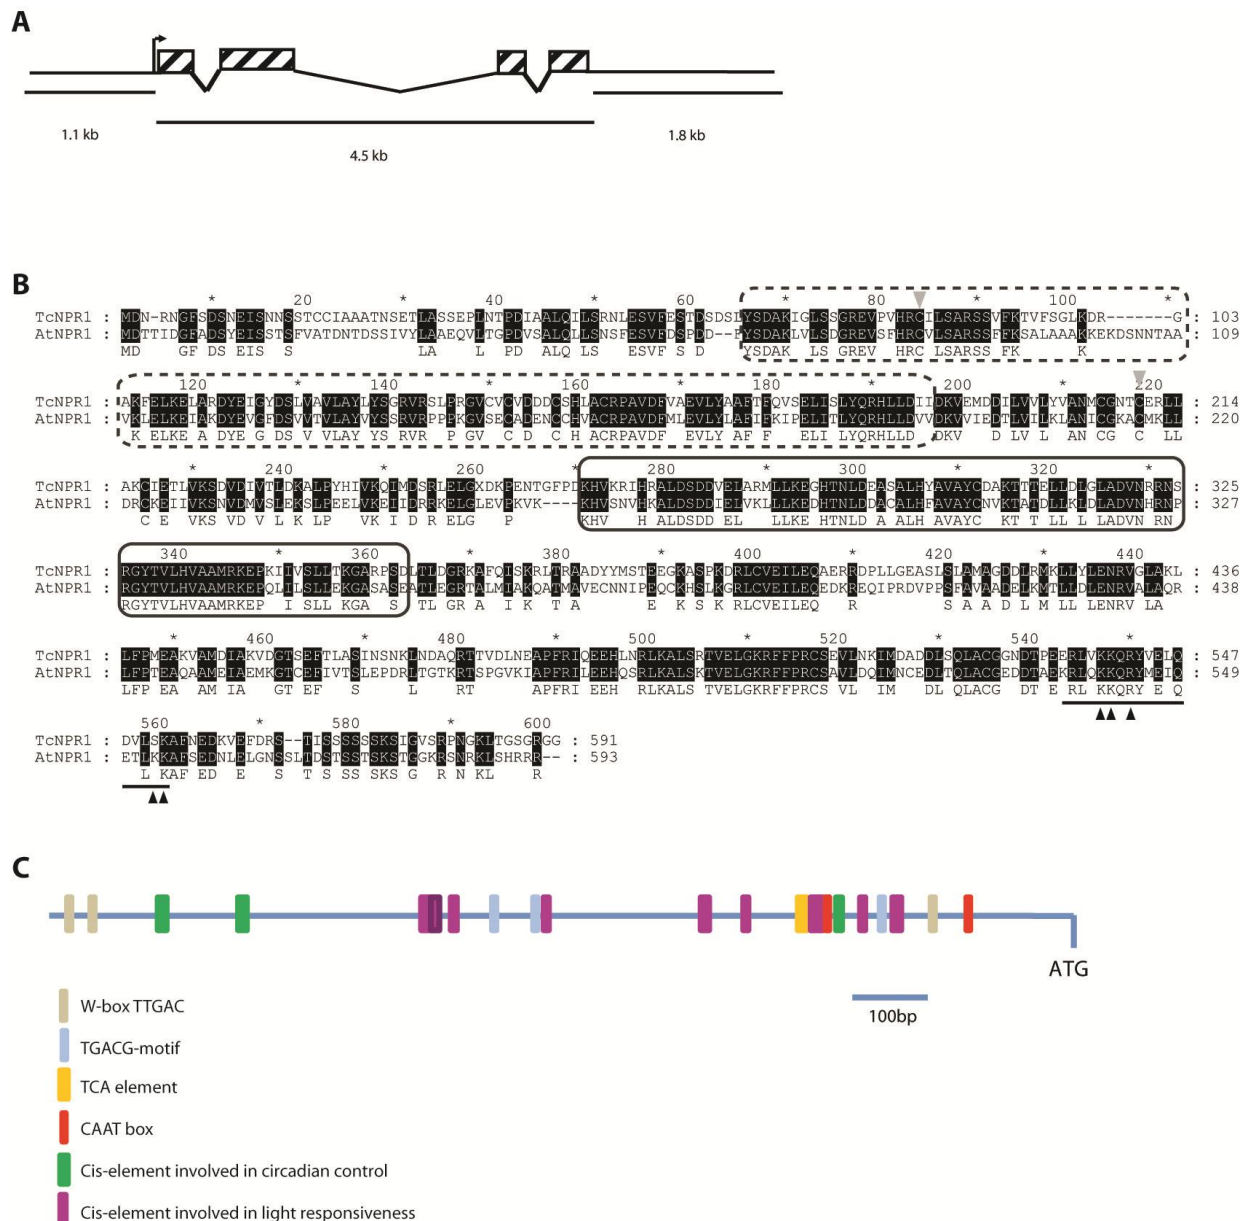 A
1.1 kb
4.5 kb
1.8 kb
B
* 20 * 40 * 60 * 80 * 100 *
TcNPR1 : MDN-RNGFSDSNEISNNSSTCCIAAATNSETLASSEPLNTPDIAALQILSRNLESVFESTDSDSLYSDAKIGLSSGREVPVHRCILSARSSVFKTVFSGLKDR-------G : 103
AtNPR1 : MDTTIDGFADSYEISSTSFVATDNTDSSIVYLAAEQVLTGPDVSALQLLSNSFESVFDSPDD--FYSDAKLVLSDGREVSFHRCVLSARSSFFKSALAAAKKEKDSNNTAA : 109
MD GF DS EIS S LA L PD ALQ LS ESVF S D YSDAK LS GREV HRC LSARSS FK K
120 * 140 * 160 * 180 * 200 * 220
TcNPR1 : AKFELKELARDYEIGYDSLVAVLAYLYSGRVRSLPRGVCVCVDDDCSHLACRPAVDFVAEVLYAAFTFQVSELISLYQRHLLDIIDKVEMDDILVVLYVANMCGNTCERLL : 214
AtNPR1 : VKLELKEIAKDYEVGFDSVVTVLAYVYSSRVRPPPKGVSECADENCCHVACRPAVDFMLEVLYLAFIFKIPELITLYQRHLLDVVDKVVIEDTLVILKLANICGKACMKLL : 220
K ELKE A DYE G DS V VLAY YS RVR P GV C D C H ACRPAVDF EVLY AF F ELI LYQRHLLD DKV D LV L AN CG C LL
* 240 * 260 * 280 * 300 * 320 *
TcNPR1 : AKCIETLVKSDVDIVTLDKALPYHIVKQIMDSRLELGXDKPENTGFPDKHVKRIHRALDSDDVELARMLLKEGHTNLDEASALHYAVAYCDAKTTTELLDLGLADVNRRNS : 325
AtNPR1 : DRCKEIIVKSNVDMVSLEKSLPEELVKEIIDRRKELGLEVPKVK----KHVSNVHKALDSDDIELVKLLLKEDHTNLDDACALHFAVAYCNVKTATDLLKLDLADVNHRNP : 327
C E VKS VD V L K LP VK I D R ELG P KHV H ALDSDD EL LLKE HTNLD A ALH AVAYC KT T LL L LADVN RN
340 * 360 * 380 * 400 * 420 * 440
TcNPR1 : RGYTVLHVAAMRKEPKIIVSLLTKGARPSDLTLDGRKAFQISKRLTRAADYYMSTEEGKASPKDRLCVEILEQAERRDPLLGEASLSLAMAGDDLRMKLLYLENRVGLAKL : 436
AtNPR1 : RGYTVLHVAAMRKEPQLILSLLEKGASASEATLEGRTALMIAKQATMAVECNNIPEQCKHSLKGRLCVEILEQEDKREQIPRDVPPSFAVAADELKMTLLDLENRVALAQR : 438
RGYTVLHVAAMRKEP I SLL KGA S TL GR A I K T A E K S K RLCVEILEQ R S A A D L M LL LENRV LA
* 460 * 480 * 500 * 520 * 540 *
TcNPR1 : LFPMEAKVAMDIAKVDGTSEFTLASINSNKLNDAQRTTVDLNEAPFRIQEEHLNRLKALSRTVELGKRFFPRCSEVLNKIMDADDLSQLACGGNDTPEERLVKKQRYVELQ : 547
AtNPR1 : LFPTEAQAAMEIAEMKGTCEFIVTSLEPDRLTGTKRTSPGVKIAPFRILEEHQSRLKALSKTVELGKRFFPRCSAVLDQIMNCEDLTQLACGEDDTAEKRLQKKQRYMEIQ : 549
LFP EA AM IA GT EF S L RT APFRI EEH RLKALS TVELGKRFFPRCS VL IM DL QLACG DT E RL KKQRY E Q
560 * 580 * 600
TcNPR1 : DVLSKAFNEDKVEFDRS--TISSSSSSKSIGVSRPNGKLTGSGRGG : 591
AtNPR1 : ETLKKAFSEDNLELGNSSLTDSTSSTSKSTGGKRSNRKLSHRRR-- : 593
L KAF ED E S T S SS SKS G R N KL R
C
ATG
100bp
W-box TTGAC
TGACG-motif
TCA element
CAAT box
Cis-element involved in circadian control
Cis-element involved in light responsiveness